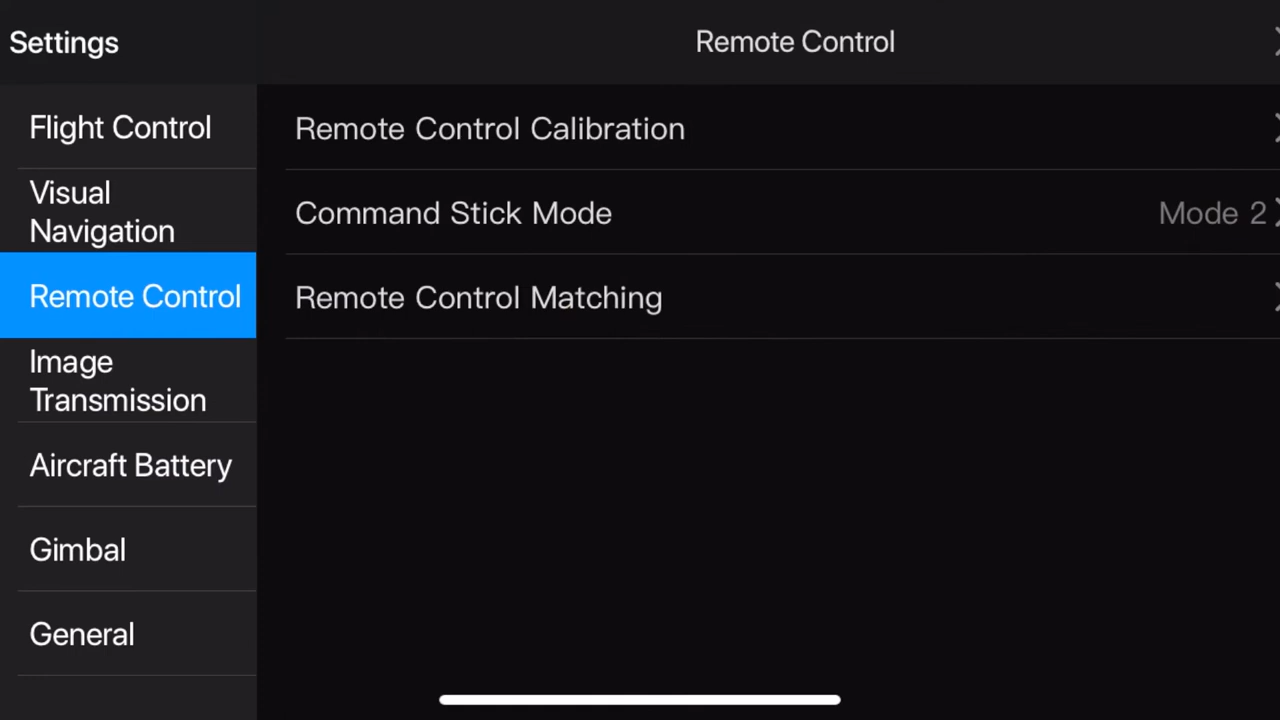 Settings
Remote Control
Flight Control
Visual
Navigation
Remote Control
Image
Transmission
Aircraft Battery
Gimbal
General
Remote Control Calibration
Command Stick Mode Mode 2
Remote Control Matching